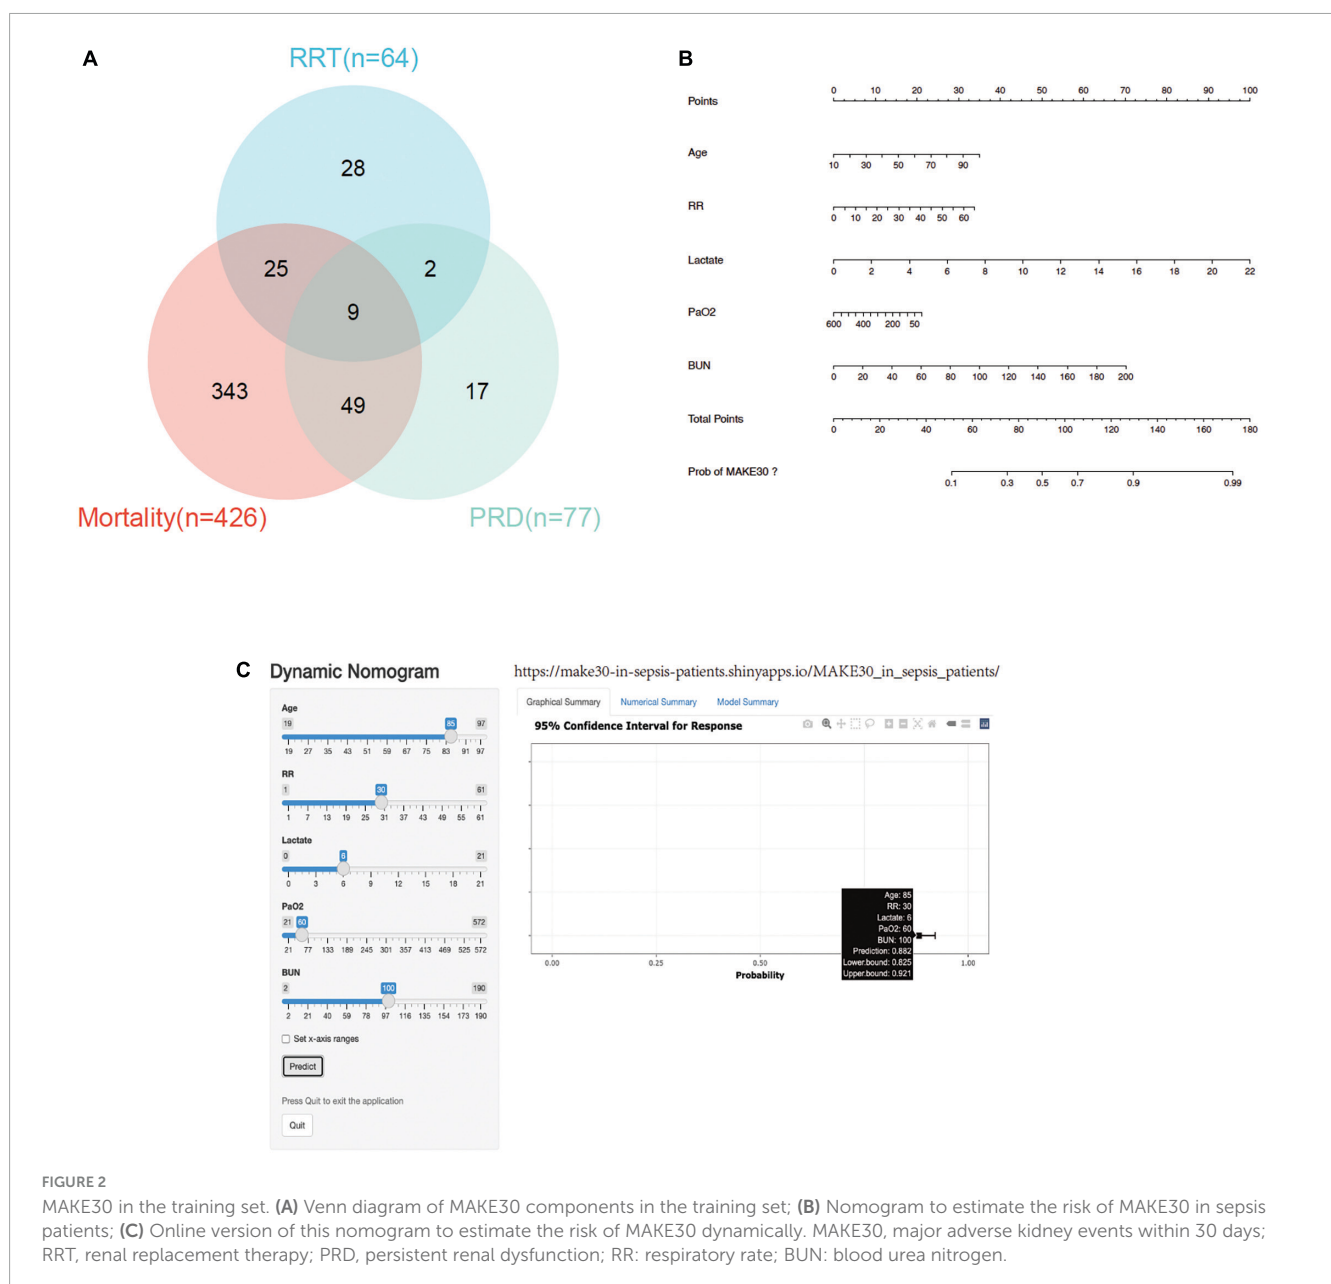 A
RRT(n=64)
28
25
2
9
343
49
17
Mortality(n=426)
PRD(n=77)
B
Points
0 10 20 30 40 50 60 70 80 90 100
Age
10 30 50 70 90
RR
0 10 20 30 40 50 60
Lactate
0 2 4 6 8 10 12 14 16 18 20 22
PaO2
600 400 200 50
BUN
0 20 40 60 80 100 120 140 160 180 200
Total Points
0 20 40 60 80 100 120 140 160 180
Prob of MAKE30 ?
0.1 0.3 0.5 0.7 0.9 0.99
C
Dynamic Nomogram
Age
19 85 97
19 27 35 43 51 59 67 75 83 91 97
RR
1 30 61
1 7 13 19 25 31 37 43 49 55 61
Lactate
0 6 21
0 3 6 9 12 15 18 21
PaO2
21 60 572
21 77 133 189 245 301 357 413 469 525 572
BUN
2 100 190
2 21 40 59 78 97 116 135 154 173 190
Set x-axis ranges
Predict
Press Quit to exit the application
Quit
https://make30-in-sepsis-patients.shinyapps.io/MAKE30_in_sepsis_patients/
Graphical Summary Numerical Summary Model Summary
95% Confidence Interval for Response
Age: 85
RR: 30
Lactate: 6
PaO2: 60
BUN: 100
Prediction: 0.882
Lower.bound: 0.825
Upper.bound: 0.921
0.00 0.25 0.50 1.00
Probability
FIGURE 2
MAKE30 in the training set. (A) Venn diagram of MAKE30 components in the training set; (B) Nomogram to estimate the risk of MAKE30 in sepsis
patients; (C) Online version of this nomogram to estimate the risk of MAKE30 dynamically. MAKE30, major adverse kidney events within 30 days;
RRT, renal replacement therapy; PRD, persistent renal dysfunction; RR: respiratory rate; BUN: blood urea nitrogen.